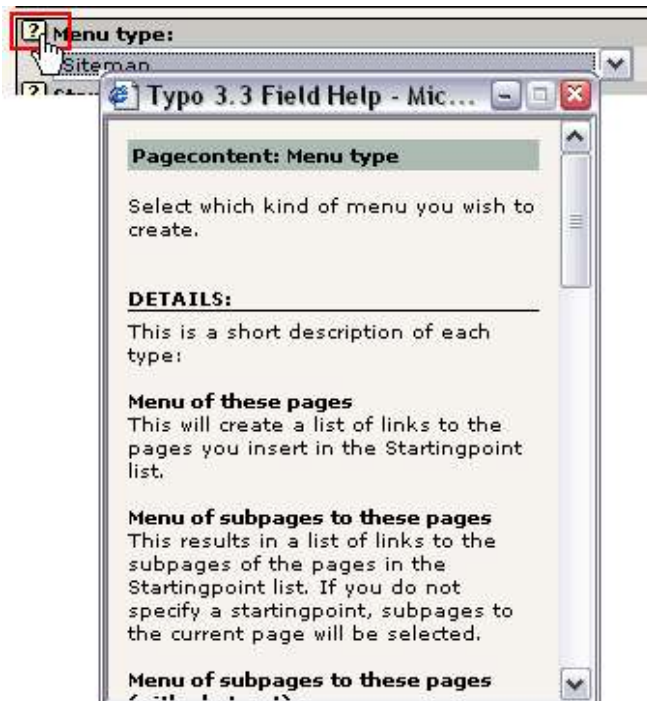 ? Menu type:
Sitemap
?
Typo 3.3 Field Help - Mic...
Pagecontent: Menu type
Select which kind of menu you wish to
create.
DETAILS:
This is a short description of each
type:
Menu of these pages
This will create a list of links to the
pages you insert in the Startingpoint
list.
Menu of subpages to these pages
This results in a list of links to the
subpages of the pages in the
Startingpoint list. If you do not
specify a startingpoint, subpages to
the current page will be selected.
Menu of subpages to these pages